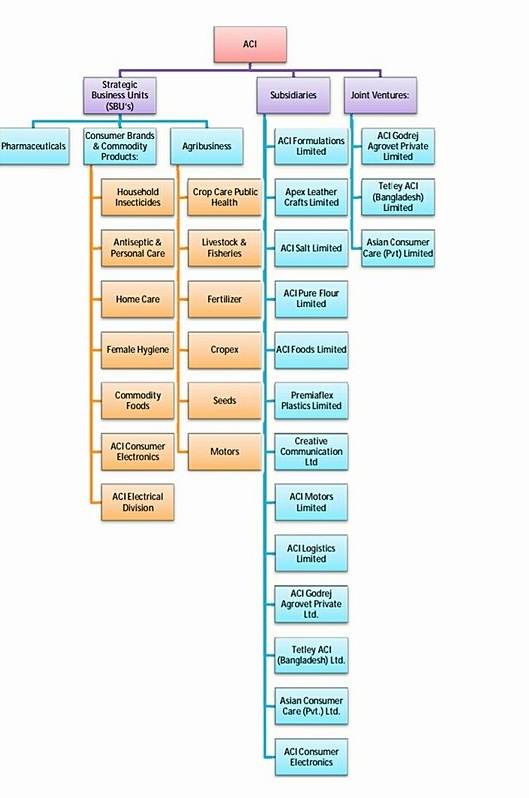 ACI
Strategic
Business Units
(SBU's)
Subsidiaries
Joint Ventures:
Pharmaceuticals
Consumer Brands
& Commodity
Products:
Agribusiness
Household
Insecticides
Antiseptic &
Personal Care
Home Care
Female Hygiene
Commodity
Foods
ACI Consumer
Electronics
ACI Electrical
Division
Crop Care Public
Health
Livestock &
Fisheries
Fertilizer
Cropex
Seeds
Motors
ACI Formulations
Limited
Apex Leather
Crafts Limited
ACI Salt Limited
ACI Pure Flour
Limited
ACI Foods Limited
Premiaflex
Plastics Limited
Creative
Communication
Ltd
ACI Motors
Limited
ACI Logistics
Limited
ACI Godrej
Agrovet Private
Ltd.
Tetley ACI
(Bangladesh) Ltd.
Asian Consumer
Care (Pvt.) Ltd.
ACI Consumer
Electronics
ACI Godrej
Agrovet Private
Limited
Tetley ACI
(Bangladesh)
Limited
Asian Consumer
Care (Pvt) Limited